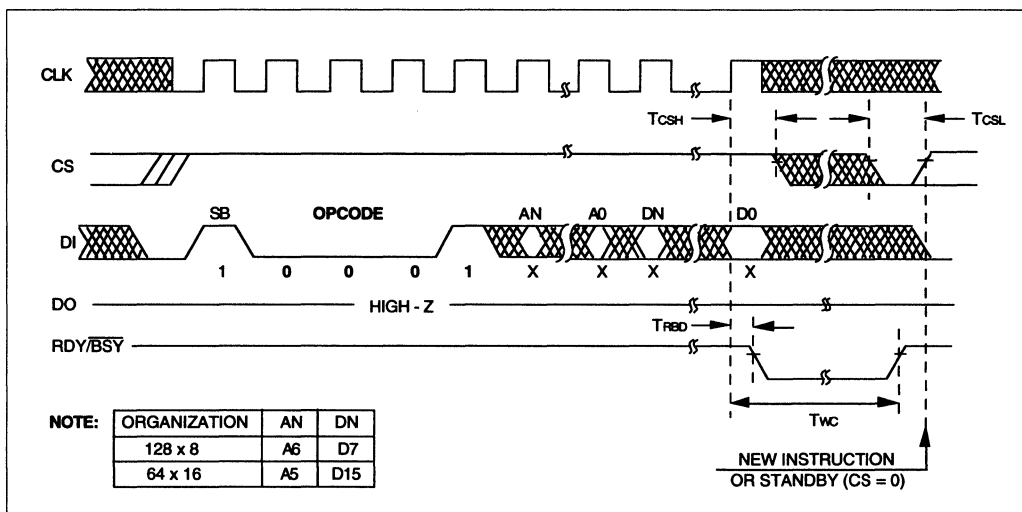 CLK
TCSH
TCSL
CS
SB OPCODE AN A0 DN D0
DI
1 0 0 0 1 X X X X
DO HIGH - Z
TRBD
RDY/BSY
TWC
NOTE:
ORGANIZATION AN DN
128 x 8 A6 D7
64 x 16 A5 D15
NEW INSTRUCTION
OR STANDBY (CS = 0)